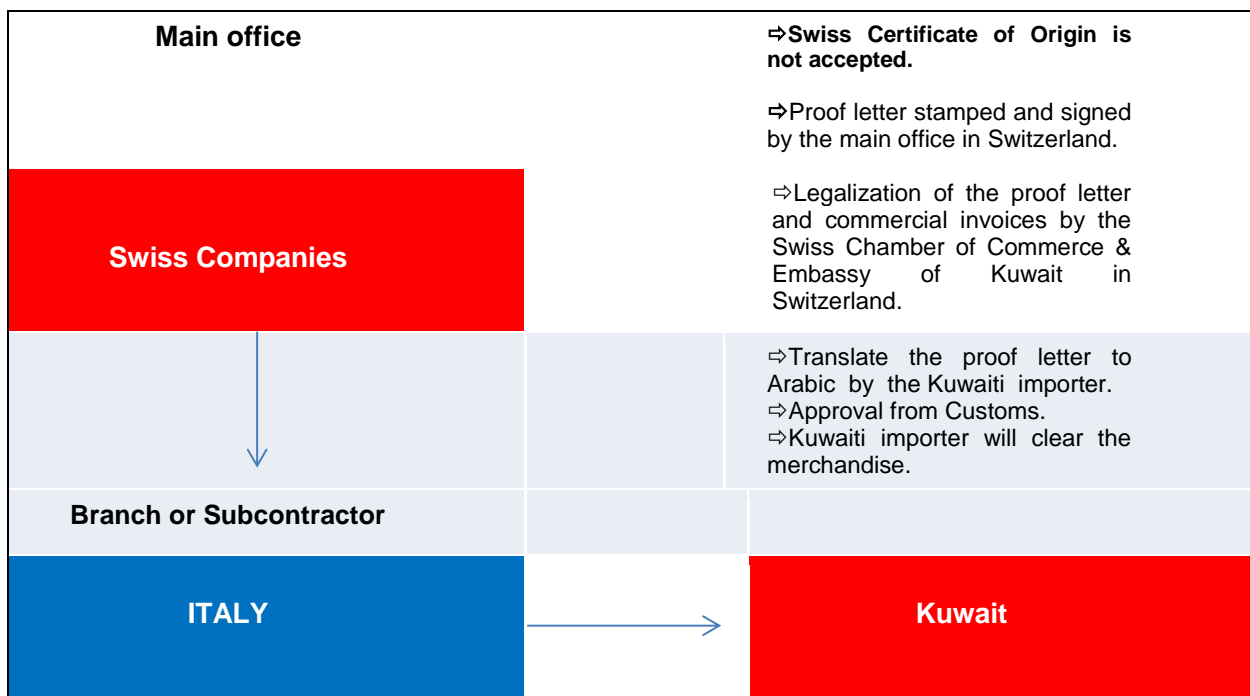 Main office
⇨Swiss Certificate of Origin is
not accepted.
⇨Proof letter stamped and signed
by the main office in Switzerland.
⇨Legalization of the proof letter
and commercial invoices by the
Swiss Chamber of Commerce &
Embassy of Kuwait in
Switzerland.
Swiss Companies
⇨Translate the proof letter to
Arabic by the Kuwaiti importer.
⇨Approval from Customs.
⇨Kuwaiti importer will clear the
merchandise.
Branch or Subcontractor
ITALY
Kuwait